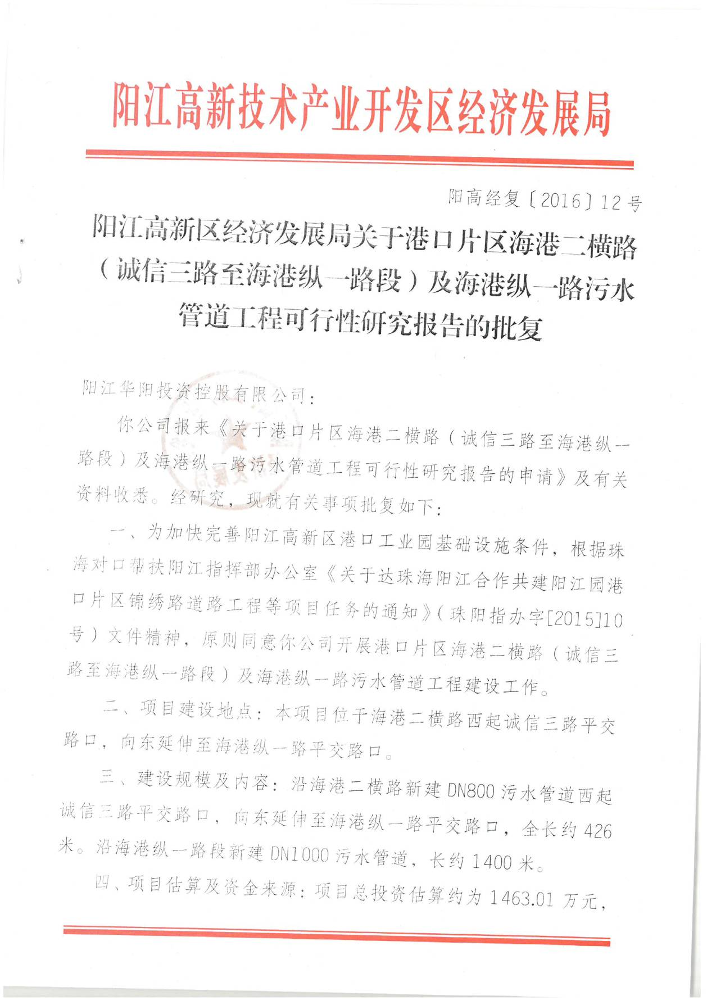 阳江高新技术产业开发区经济发展局
阳高经复〔2016〕12号
阳江高新区经济发展局关于港口片区海港二横路
（诚信三路至海港纵一路段）及海港纵一路污水
管道工程可行性研究报告的批复
阳江华阳投资控股有限公司：
你公司报来《关于港口片区海港二横路（诚信三路至海港纵一
路段）及海港纵一路污水管道工程可行性研究报告的申请》及有关
资料收悉。经研究，现就有关事项批复如下：
一、为加快完善阳江高新区港口工业园基础设施条件，根据珠
海对口帮扶阳江指挥部办公室《关于达珠海阳江合作共建阳江园港
口片区锦绣路道路工程等项目任务的通知》（珠阳指办字[2015]10
号）文件精神，原则同意你公司开展港口片区海港二横路（诚信三
路至海港纵一路段）及海港纵一路污水管道工程建设工作。
二、项目建设地点：本项目位于海港二横路西起诚信三路平交
路口，向东延伸至海港纵一路平交路口。
三、建设规模及内容：沿海港二横路新建DN800污水管道西起
诚信三路平交路口，向东延伸至海港纵一路平交路口，全长约426
米。沿海港纵一路段新建DN1000污水管道，长约1400米。
四、项目估算及资金来源：项目总投资估算约为1463.01万元，